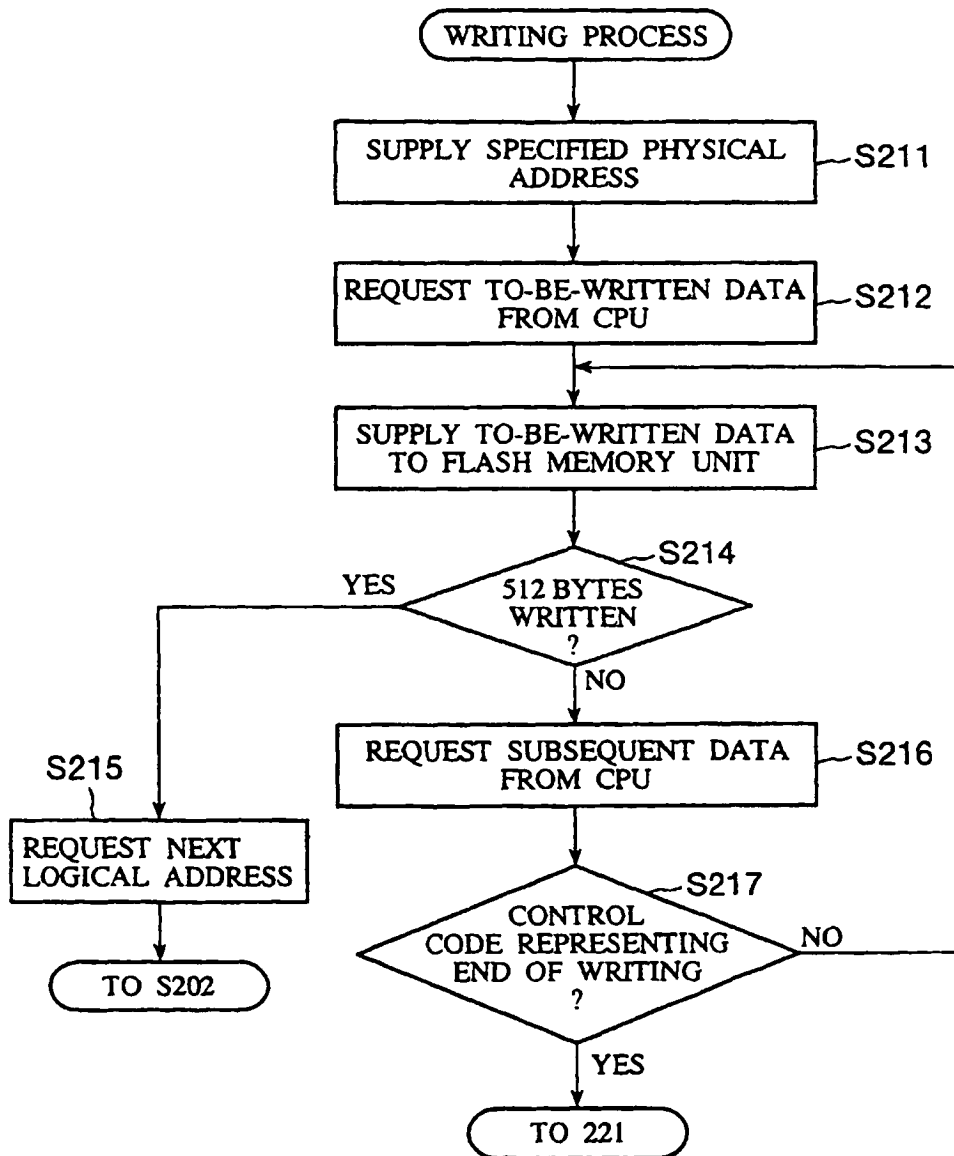 WRITING PROCESS
SUPPLY SPECIFIED PHYSICAL
ADDRESS
S211
REQUEST TO-BE-WRITTEN DATA
FROM CPU
S212
SUPPLY TO-BE-WRITTEN DATA
TO FLASH MEMORY UNIT
S213
S214
YES
512 BYTES
WRITTEN
?
NO
REQUEST SUBSEQUENT DATA
FROM CPU
S216
S215
REQUEST NEXT
LOGICAL ADDRESS
TO S202
S217
CONTROL
CODE REPRESENTING
END OF WRITING
?
NO
YES
TO 221